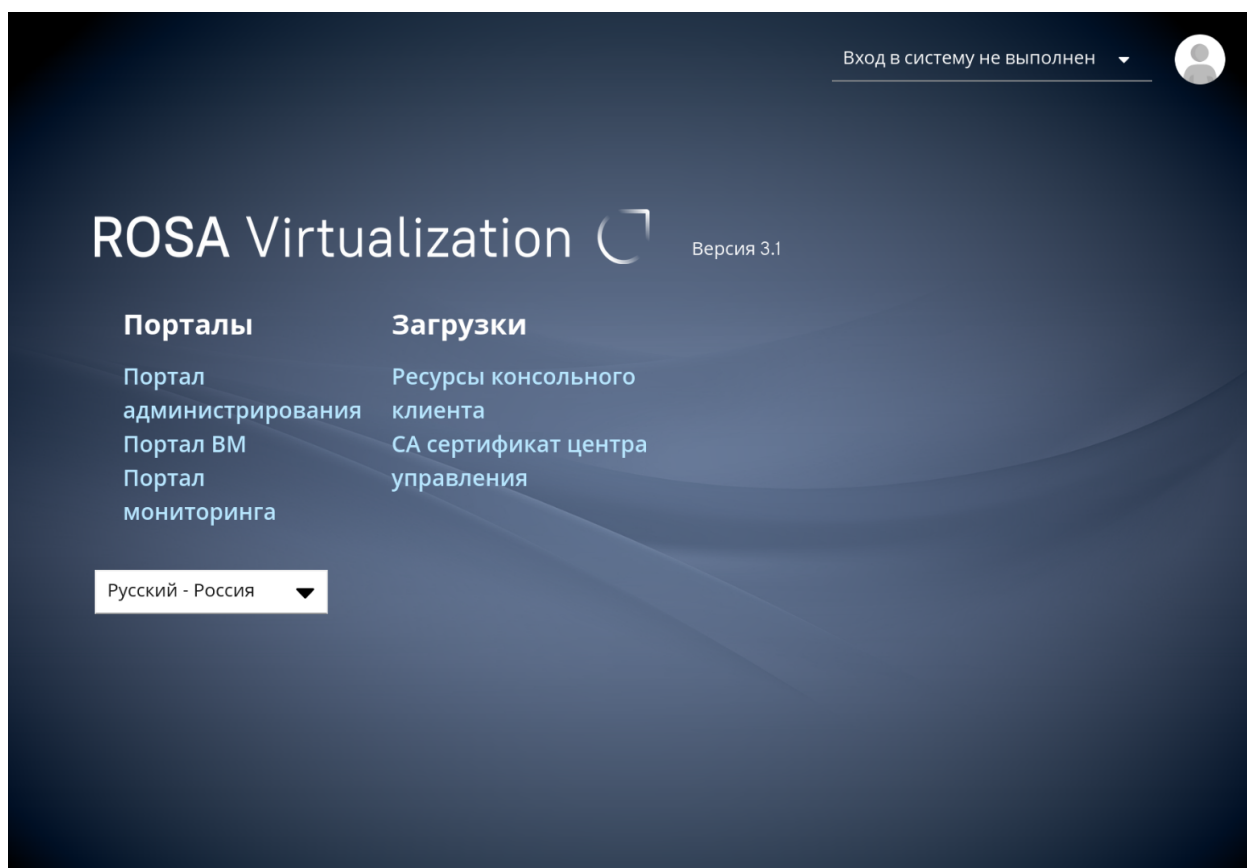 Вход в систему не выполнен
ROSA Virtualization
Версия 3.1
Порталы
Портал
администрирования
Портал ВМ
Портал
мониторинга
Загрузки
Ресурсы консольного
клиента
CA сертификат центра
управления
Русский - Россия